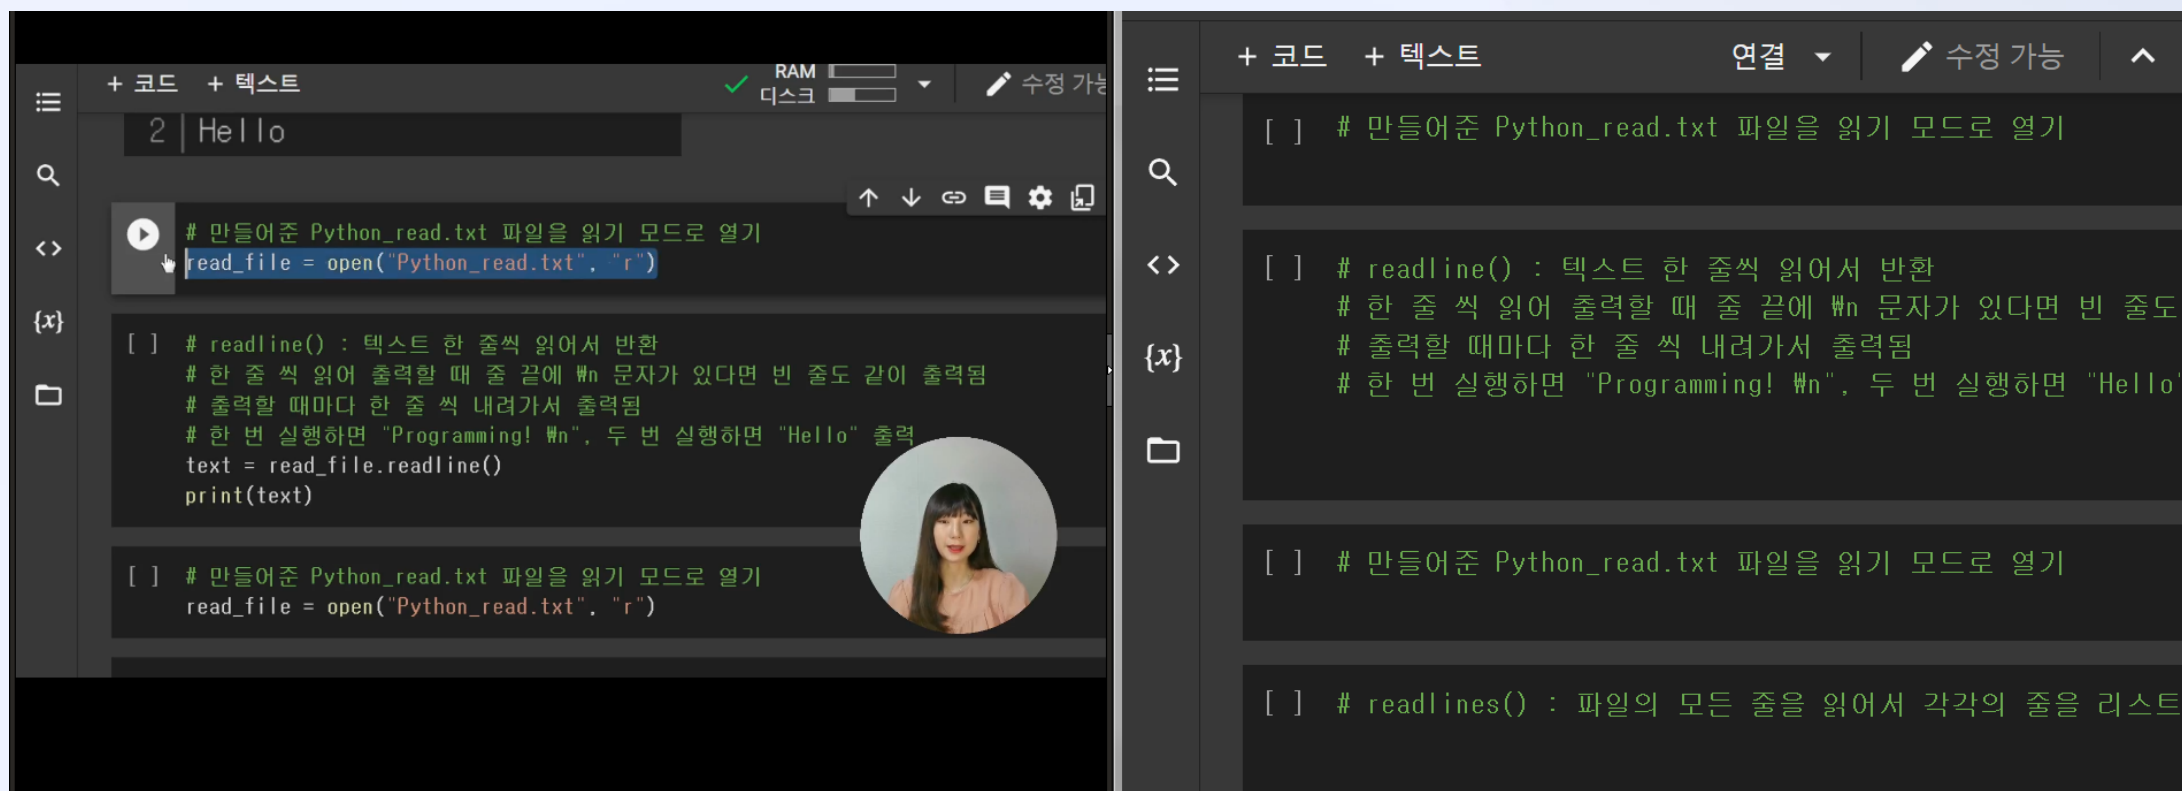 + 코드 + 텍스트
RAM
디스크
수정 가능
2 Hello
# 만들어준 Python_read.txt 파일을 읽기 모드로 열기
read_file = open("Python_read.txt", "r")
[ ] # readline() : 텍스트 한 줄씩 읽어서 반환
# 한 줄 씩 읽어 출력할 때 줄 끝에 ₩n 문자가 있다면 빈 줄도 같이 출력됨
# 출력할 때마다 한 줄 씩 내려가서 출력됨
# 한 번 실행하면 "Programming! ₩n", 두 번 실행하면 "Hello" 출력
text = read_file.readline()
print(text)
[ ] # 만들어준 Python_read.txt 파일을 읽기 모드로 열기
read_file = open("Python_read.txt", "r")
{x}
+ 코드 + 텍스트
연결
수정 가능
[ ] # 만들어준 Python_read.txt 파일을 읽기 모드로 열기
[ ] # readline() : 텍스트 한 줄씩 읽어서 반환
# 한 줄 씩 읽어 출력할 때 줄 끝에 ₩n 문자가 있다면 빈 줄도
# 출력할 때마다 한 줄 씩 내려가서 출력됨
# 한 번 실행하면 "Programming! ₩n", 두 번 실행하면 "Hello"
[ ] # 만들어준 Python_read.txt 파일을 읽기 모드로 열기
[ ] # readlines() : 파일의 모든 줄을 읽어서 각각의 줄을 리스트
{x}